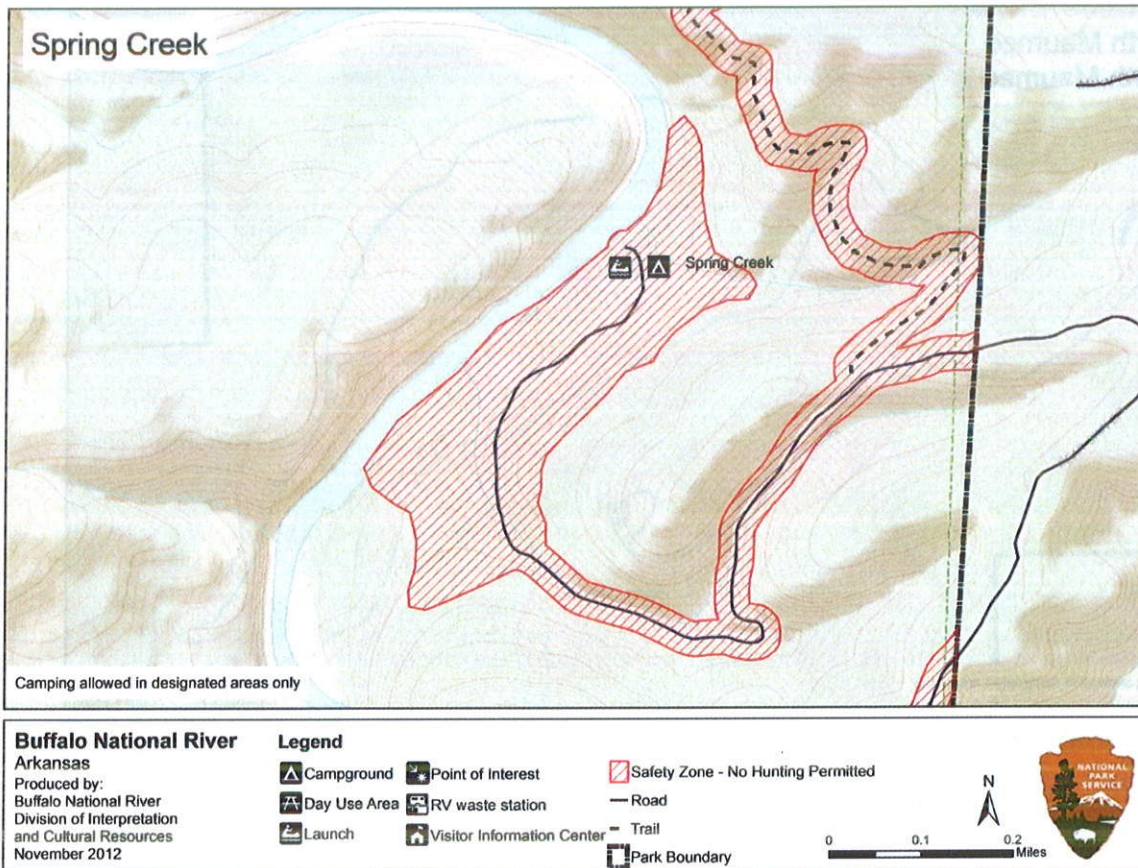 Spring Creek
Spring Creek
Camping allowed in designated areas only
Buffalo National River
Arkansas
Produced by:
Buffalo National River
Division of Interpretation
and Cultural Resources
November 2012
Legend
Campground
Day Use Area
Launch
Point of Interest
RV waste station
Visitor Information Center
Safety Zone - No Hunting Permitted
Road
Trail
Park Boundary
N
0 0.1 0.2
Miles
NATIONAL
PARK
SERVICE